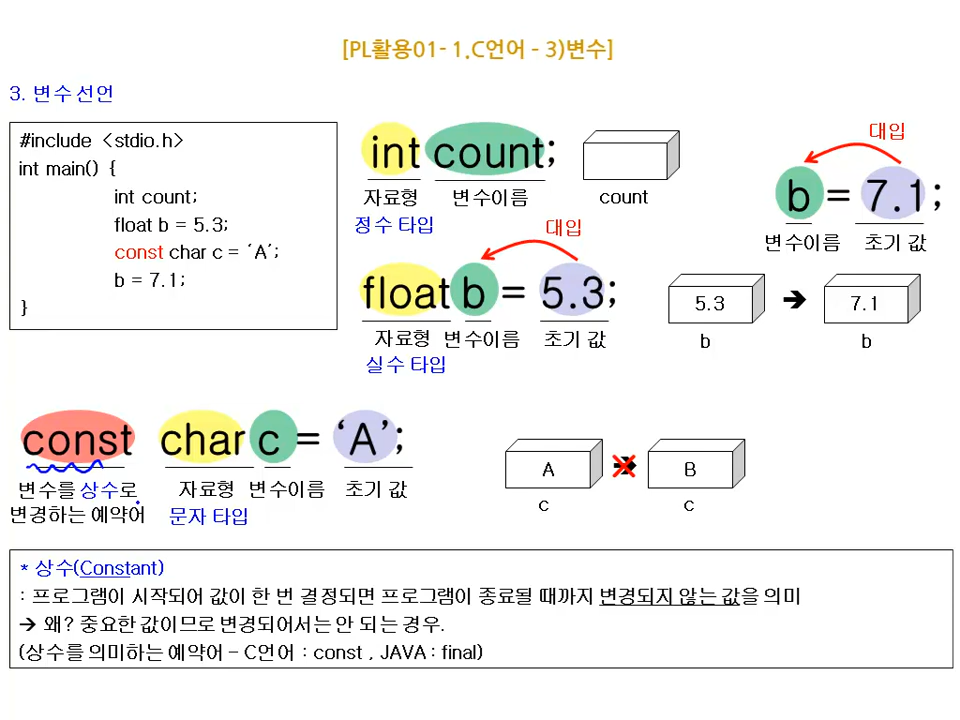 [PL활용01- 1.C언어 - 3)변수]
3. 변수 선언
#include <stdio.h>
int main() {
int count;
float b = 5.3;
const char c = ‘A’;
b = 7.1;
}
int count;
자료형 변수이름
정수 타입
count
대입
b = 7.1;
변수이름 초기 값
대입
float b = 5.3;
자료형 변수이름 초기 값
실수 타입
5.3 ➔ 7.1
b b
const char c = ‘A’;
변수를 상수로
변경하는 예약어
자료형 변수이름 초기 값
문자 타입
A ➔ B
c c
* 상수(Constant)
: 프로그램이 시작되어 값이 한 번 결정되면 프로그램이 종료될 때까지 변경되지 않는 값을 의미
➔ 왜? 중요한 값이므로 변경되어서는 안 되는 경우.
(상수를 의미하는 예약어 – C언어 : const , JAVA : final)